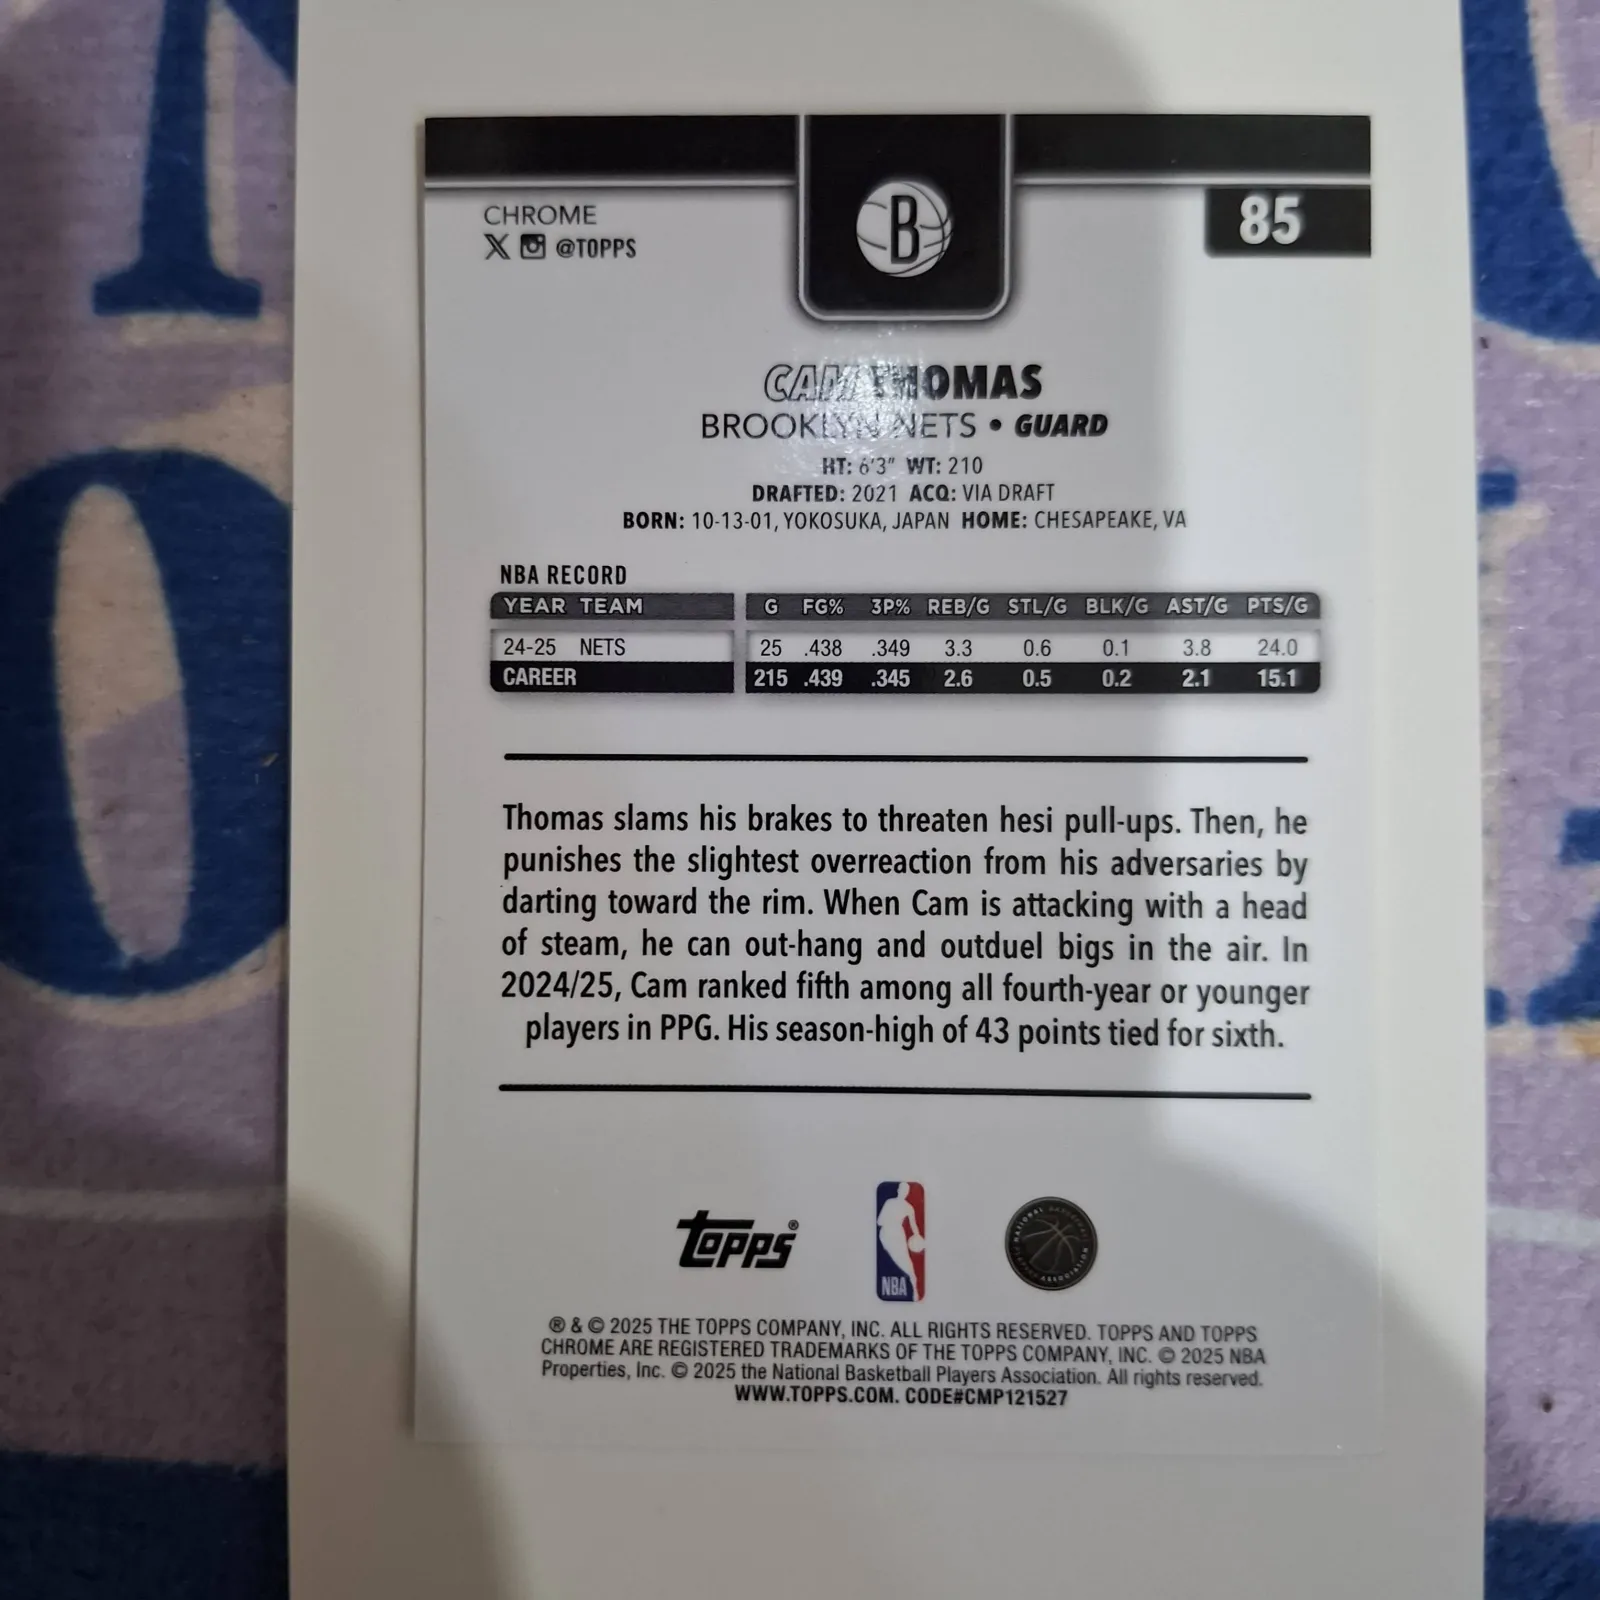 CHROME
@TOPPS
B
85
CAM THOMAS
BROOKLYN NETS • GUARD
HT: 6'3" WT: 210
DRAFTED: 2021 ACQ: VIA DRAFT
BORN: 10-13-01, YOKOSUKA, JAPAN HOME: CHESAPEAKE, VA
NBA RECORD
YEAR TEAM G FG% 3P% REB/G STL/G BLK/G AST/G PTS/G
24-25 NETS 25 .438 .349 3.3 0.6 0.1 3.8 24.0
CAREER 215 .439 .345 2.6 0.5 0.2 2.1 15.1
Thomas slams his brakes to threaten hesi pull-ups. Then, he
punishes the slightest overreaction from his adversaries by
darting toward the rim. When Cam is attacking with a head
of steam, he can out-hang and outduel bigs in the air. In
2024/25, Cam ranked fifth among all fourth-year or younger
players in PPG. His season-high of 43 points tied for sixth.
topps®
NBA
® & © 2025 THE TOPPS COMPANY, INC. ALL RIGHTS RESERVED. TOPPS AND TOPPS
CHROME ARE REGISTERED TRADEMARKS OF THE TOPPS COMPANY, INC. © 2025 NBA
Properties, Inc. © 2025 the National Basketball Players Association. All rights reserved.
WWW.TOPPS.COM. CODE#CMP121527